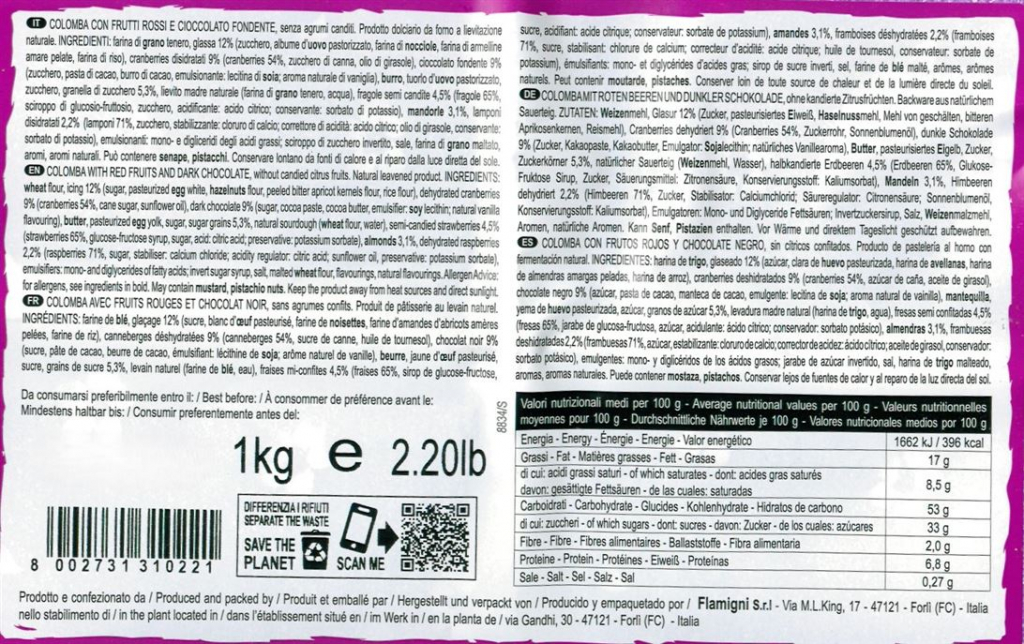 IT COLOMBA CON FRUTTI ROSSI E CIOCCOLATO FONDENTE, senza agrumi canditi. Prodotto dolciario da forno a lievitazione
naturale. INGREDIENTI: farina di grano tenero, glassa 12% (zucchero, albume d'uovo pastorizzato, farina di nocciole, farina di armelline
amare pelate, farina di riso), cranberries disidratati 9% (cranberries 54%, zucchero di canna, olio di girasole), cioccolato fondente 9%
(zucchero, pasta di cacao, burro di cacao, emulsionante: lecitina di soia; aroma naturale di vaniglia), burro, tuorlo d'uovo pastorizzato,
zucchero, granella di zucchero 5,3%, lievito madre naturale (farina di grano tenero, acqua), fragole semi candite 4,5% (fragole 65%,
sciroppo di glucosio-fruttosio, zucchero, acidificante: acido citrico; conservante: sorbato di potassio), mandorle 3,1%, lamponi
disidratati 2,2% (lamponi 71%, zucchero, stabilizzante: cloruro di calcio; correttore di acidità: acido citrico; olio di girasole, conservante:
sorbato di potassio), emulsionanti: mono- e digliceridi degli acidi grassi; sciroppo di zucchero invertito, sale, farina di grano maltato,
aromi, aromi naturali. Può contenere senape, pistacchi. Conservare lontano da fonti di calore e al riparo dalla luce diretta del sole.
EN COLOMBA WITH RED FRUITS AND DARK CHOCOLATE, without candied citrus fruits. Natural leavened product. INGREDIENTS:
wheat flour, icing 12% (sugar, pasteurized egg white, hazelnuts flour, peeled bitter apricot kernels flour, rice flour), dehydrated cranberries
9% (cranberries 54%, cane sugar, sunflower oil), dark chocolate 9% (sugar, cocoa paste, cocoa butter, emulsifier: soy lecithin; natural vanilla
flavouring), butter, pasteurized egg yolk, sugar, sugar grains 5,3%, natural sourdough (wheat flour, water), semi-candied strawberries 4,5%
(strawberries 65%, glucose-fructose syrup, sugar, acid: citric acid; preservative: potassium sorbate), almonds 3,1%, dehydrated raspberries
2,2% (raspberries 71%, sugar, stabiliser: calcium chloride; acidity regulator: citric acid; sunflower oil, preservative: potassium sorbate),
emulsifiers: mono- and diglycerides of fatty acids; invert sugar syrup, salt, malted wheat flour, flavourings, natural flavourings. Allergen Advice:
for allergens, see ingredients in bold. May contain mustard, pistachio nuts. Keep the product away from heat sources and direct sunlight.
FR COLOMBA AVEC FRUITS ROUGES ET CHOCOLAT NOIR, sans agrumes confits. Produit de pâtisserie au levain naturel.
INGRÉDIENTS: farine de blé, glaçage 12% (sucre, blanc d'œuf pasteurisé, farine de noisettes, farine d'amandes d'abricots amères
pelées, farine de riz), canneberges déshydratées 9% (canneberges 54%, sucre de canne, huile de tournesol), chocolat noir 9%
(sucre, pâte de cacao, beurre de cacao, émulsifiant: lécithine de soja; arôme naturel de vanille), beurre, jaune d'œuf pasteurisé,
sucre, grains de sucre 5,3%, levain naturel (farine de blé, eau), fraises mi-confites 4,5% (fraises 65%, sirop de glucose-fructose,
sucre, acidifiant: acide citrique; conservateur: sorbate de potassium), amandes 3,1%, framboises déshydratées 2,2% (framboises
71%, sucre, stabilisant: chlorure de calcium; correcteur d'acidité: acide citrique; huile de tournesol, conservateur: sorbate de
potassium), émulsifiants: mono- et diglycérides d'acides gras; sirop de sucre inverti, sel, farine de blé malté, arômes, arômes
naturels. Peut contenir moutarde, pistaches. Conserver loin de toute source de chaleur et de la lumière directe du soleil.
DE COLOMBA MIT ROTEN BEEREN UND DUNKLER SCHOKOLADE, ohne kandierte Zitrusfrüchten. Backware aus natürlichem
Sauerteig. ZUTATEN: Weizenmehl, Glasur 12% (Zucker, pasteurisiertes Eiweiß, Haselnussmehl, Mehl von geschälten, bitteren
Aprikosenkernen, Reismehl), Cranberries dehydriert 9% (Cranberries 54%, Zuckerrohr, Sonnenblumenöl), dunkle Schokolade
9% (Zucker, Kakaopaste, Kakaobutter, Emulgator: Sojalecithin; natürliches Vanillearoma), Butter, pasteurisiertes Eigelb, Zucker,
Zuckerkörner 5,3%, natürlicher Sauerteig (Weizenmehl, Wasser), halbkandierte Erdbeeren 4,5% (Erdbeeren 65%, Glukose-
Fruktose Sirup, Zucker, Säuerungsmittel: Zitronensäure, Konservierungsstoff: Kaliumsorbat), Mandeln 3,1%, Himbeeren
dehydriert 2,2% (Himbeeren 71%, Zucker, Stabilisator: Calciumchlorid; Säureregulator: Citronensäure; Sonnenblumenöl,
Konservierungsstoff: Kaliumsorbat), Emulgatoren: Mono- und Diglyceride Fettsäuren; Invertzuckersirup, Salz, Weizenmalzmehl,
Aromen, natürliche Aromen. Kann Senf, Pistazien enthalten. Vor Wärme und direktem Tageslicht geschützt aufbewahren.
ES COLOMBA CON FRUTOS ROJOS Y CHOCOLATE NEGRO, sin cítricos confitados. Producto de pastelería al horno con
fermentación natural. INGREDIENTES: harina de trigo, glaseado 12% (azúcar, clara de huevo pasteurizada, harina de avellanas, harina
de almendras amargas peladas, harina de arroz), cranberries deshidratados 9% (cranberries 54%, azúcar de caña, aceite de girasol),
chocolate negro 9% (azúcar, pasta de cacao, manteca de cacao, emulgente: lecitina de soja; aroma natural de vainilla), mantequilla,
yema de huevo pasteurizada, azúcar, granos de azúcar 5,3%, levadura madre natural (harina de trigo, agua), fresas semi confitadas 4,5%
(fresas 65%, jarabe de glucosa-fructosa, azúcar, acidulante: ácido cítrico; conservador: sorbato potásico), almendras 3,1%, frambuesas
deshidratadas 2,2% (frambuesas 71%, azúcar, estabilizante: cloruro de calcio; corrector de acidez: ácido cítrico; aceite de girasol, conservador:
sorbato potásico), emulgentes: mono- y diglicéridos de los ácidos grasos; jarabe de azúcar invertido, sal, harina de trigo malteado,
aromas, aromas naturales. Puede contener mostaza, pistachos. Conservar lejos de fuentes de calor y al reparo de la luz directa del sol.
Da consumarsi preferibilmente entro il: / Best before: / À consommer de préférence avant le:
Mindestens haltbar bis: / Consumir preferentemente antes del:
8834/S
1kg e 2.20lb
DIFFERENZIA I RIFIUTI
SEPARATE THE WASTE
SAVE THE
PLANET
SCAN ME
8 002731 310221
Valori nutrizionali medi per 100 g - Average nutritional values per 100 g - Valeurs nutritionnelles
moyennes pour 100 g - Durchschnittliche Nährwerte je 100 g - Valores nutricionales medios por 100 g
Energia - Energy - Énergie - Energie - Valor energético 1662 kJ / 396 kcal
Grassi - Fat - Matières grasses - Fett - Grasas 17 g
di cui: acidi grassi saturi - of which saturates - dont: acides gras saturés
davon: gesättigte Fettsäuren - de las cuales: saturadas 8,5 g
Carboidrati - Carbohydrate - Glucides - Kohlenhydrate - Hidratos de carbono 53 g
di cui: zuccheri - of which sugars - dont: sucres - davon: Zucker - de los cuales: azúcares 33 g
Fibre - Fibre - Fibres alimentaires - Ballaststoffe - Fibra alimentaria 2,0 g
Proteine - Protein - Protéines - Eiweiß - Proteínas 6,8 g
Sale - Salt - Sel - Salz - Sal 0,27 g
Prodotto e confezionato da / Produced and packed by / Produit et emballé par / Hergestellt und verpackt von / Producido y empaquetado por / Flamigni S.r.l - Via M.L.King, 17 - 47121 - Forlì (FC) - Italia
nello stabilimento di / in the plant located in / dans l'établissement situé en / im Werk in / en la planta de / via Gandhi, 30 - 47121 - Forlì (FC) - Italia